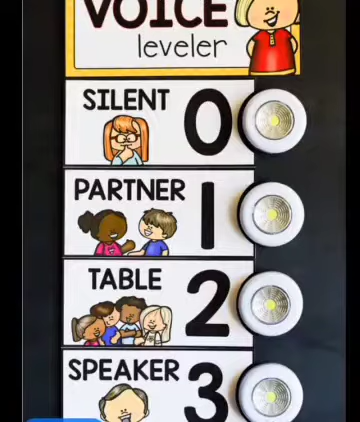 VOICE
leveler
SILENT
0
PARTNER
1
TABLE
2
SPEAKER
3